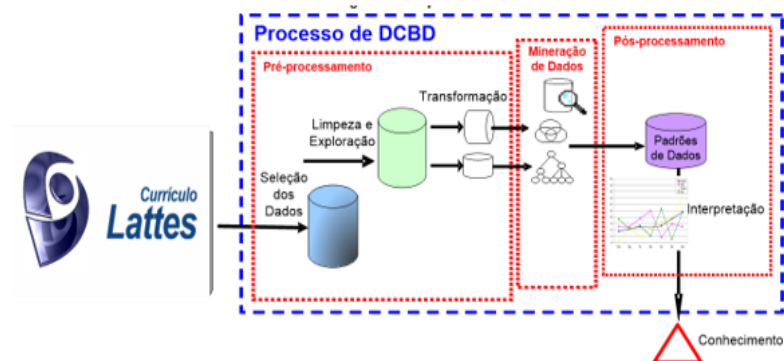 Processo de DCBD
Pré-processamento
Mineração
de Dados
Pós-processamento
Transformação
Limpeza e
Exploração
Seleção
dos
Dados
Padrões
de Dados
Interpretação
Currículo
Lattes
Conhecimento